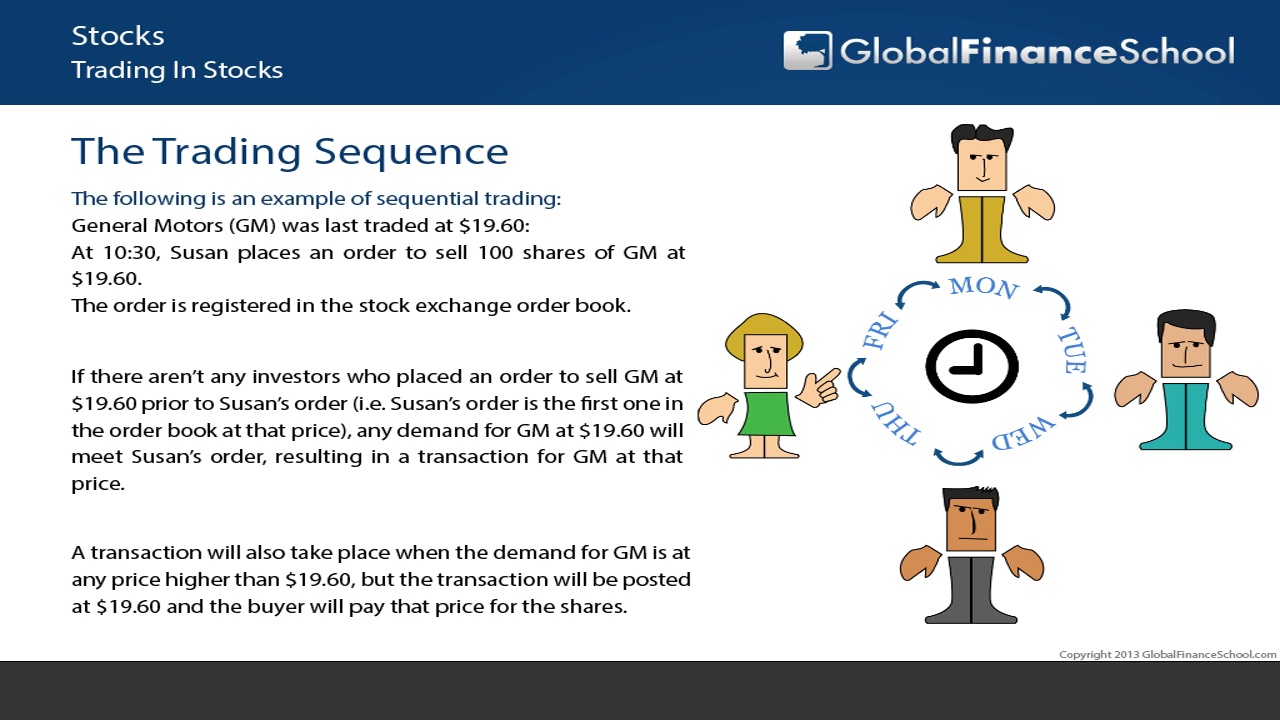 Stocks
Trading In Stocks
GlobalFinanceSchool
The Trading Sequence
The following is an example of sequential trading:
General Motors (GM) was last traded at $19.60:
At 10:30, Susan places an order to sell 100 shares of GM at
$19.60.
The order is registered in the stock exchange order book.
If there aren’t any investors who placed an order to sell GM at
$19.60 prior to Susan’s order (i.e. Susan’s order is the first one in
the order book at that price), any demand for GM at $19.60 will
meet Susan’s order, resulting in a transaction for GM at that
price.
A transaction will also take place when the demand for GM is at
any price higher than $19.60, but the transaction will be posted
at $19.60 and the buyer will pay that price for the shares.
MON
TUE
WED
THU
FRI
Copyright 2013 GlobalFinanceSchool.com